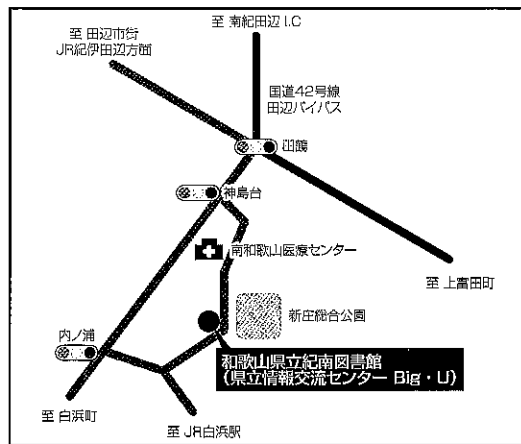 至 南紀田辺 I.C
至 田辺市街
JR紀伊田辺方面
国道42号線
田辺バイパス
田鶴
神島台
南和歌山医療センター
至 上富田町
新庄総合公園
内ノ浦
和歌山県立紀南図書館
(県立情報交流センター Big・U)
至 白浜町
至 JR白浜駅